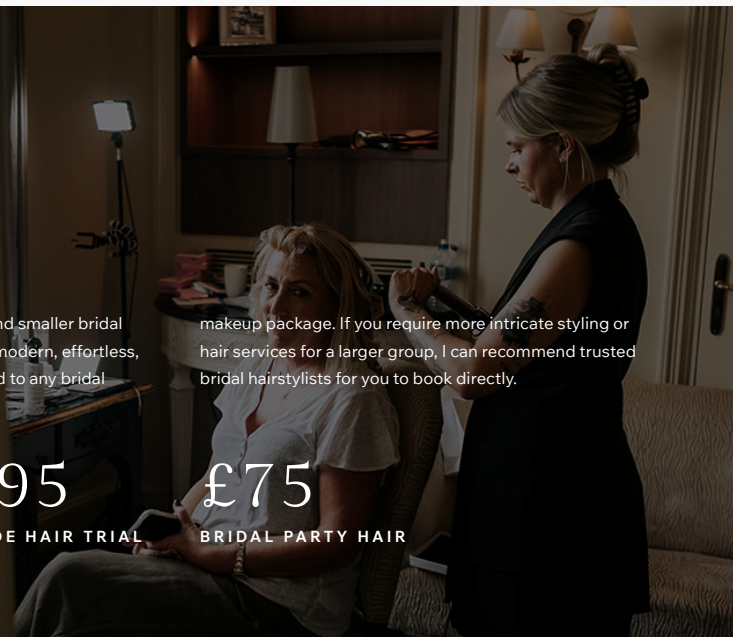 nd smaller bridal
modern, effortless,
d to any bridal
makeup package. If you require more intricate styling or
hair services for a larger group, I can recommend trusted
bridal hairstylists for you to book directly.
95
DE HAIR TRIAL
£75
BRIDAL PARTY HAIR